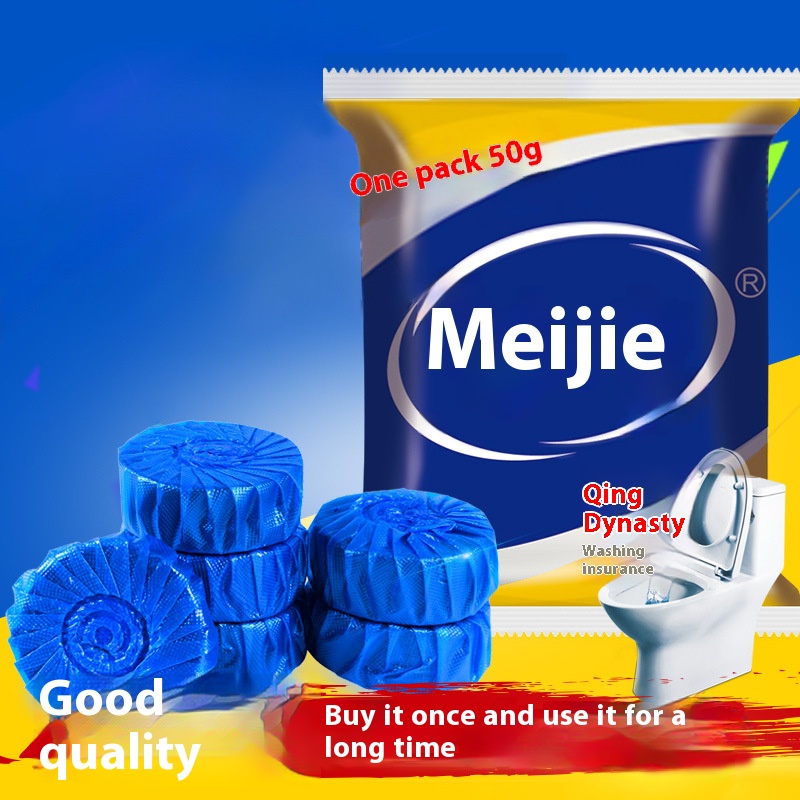 One pack 50g
®
Meijie
Qing
Dynasty
Washing
insurance
Good
quality
Buy it once and use it for a
long time